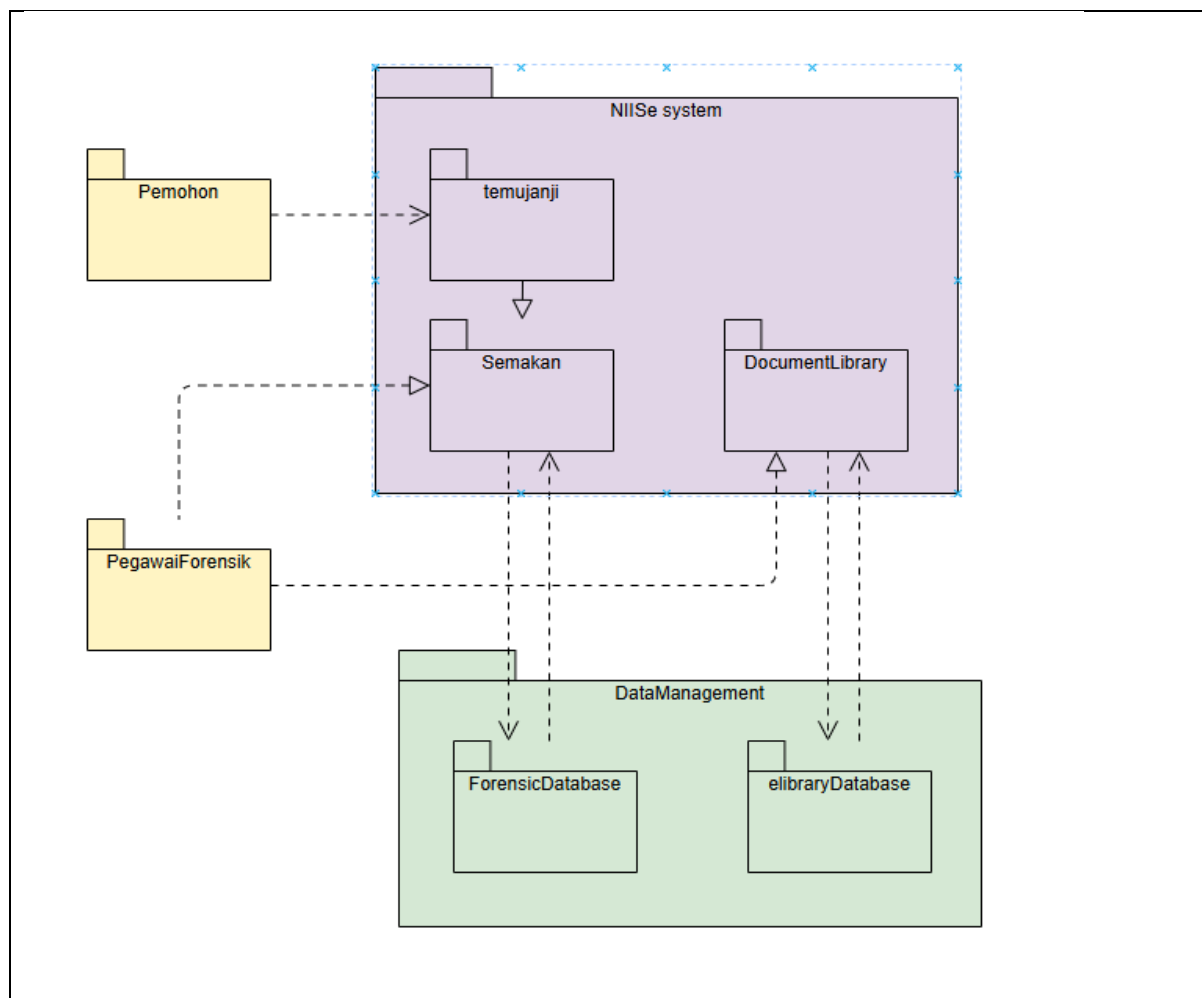 NIISe system
Pemohon
temujanji
Semakan
DocumentLibrary
PegawaiForensik
DataManagement
ForensicDatabase
elibraryDatabase